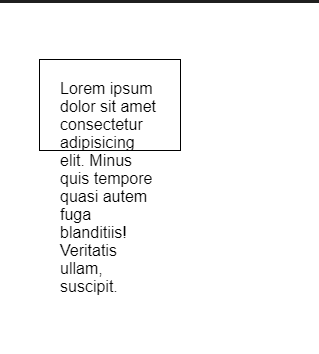 Lorem ipsum
dolor sit amet
consectetur
adipisicing
elit. Minus
quis tempore
quasi autem
fuga
blanditiis!
Veritatis
ullam,
suscipit.